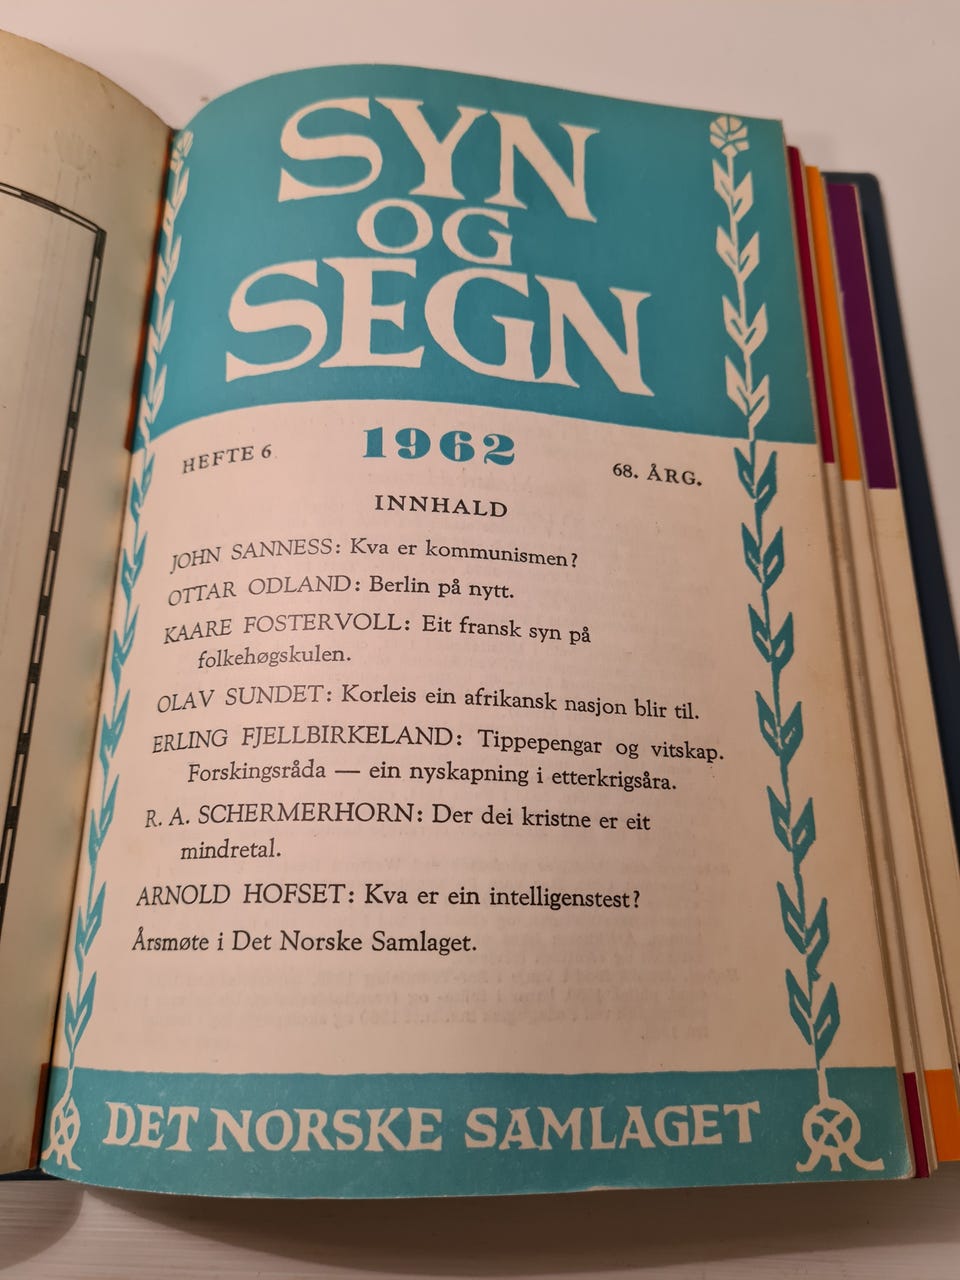 SYN
OG
SEGN
HEFTE 6
1962
68. ÅRG.
INNHALD
JOHN SANNESS: Kva er kommunismen?
OTTAR ODLAND: Berlin på nytt.
KAARE FOSTERVOLL: Eit fransk syn på
folkehøgskulen.
OLAV SUNDET: Korleis ein afrikansk nasjon blir til.
ERLING FJELLBIRKELAND: Tippepengar og vitskap.
Forskingsråda — ein nyskapning i etterkrigsåra.
R. A. SCHERMERHORN: Der dei kristne er eit
mindretal.
ARNOLD HOFSET: Kva er ein intelligenstest?
Årsmøte i Det Norske Samlaget.
DET NORSKE SAMLAGET